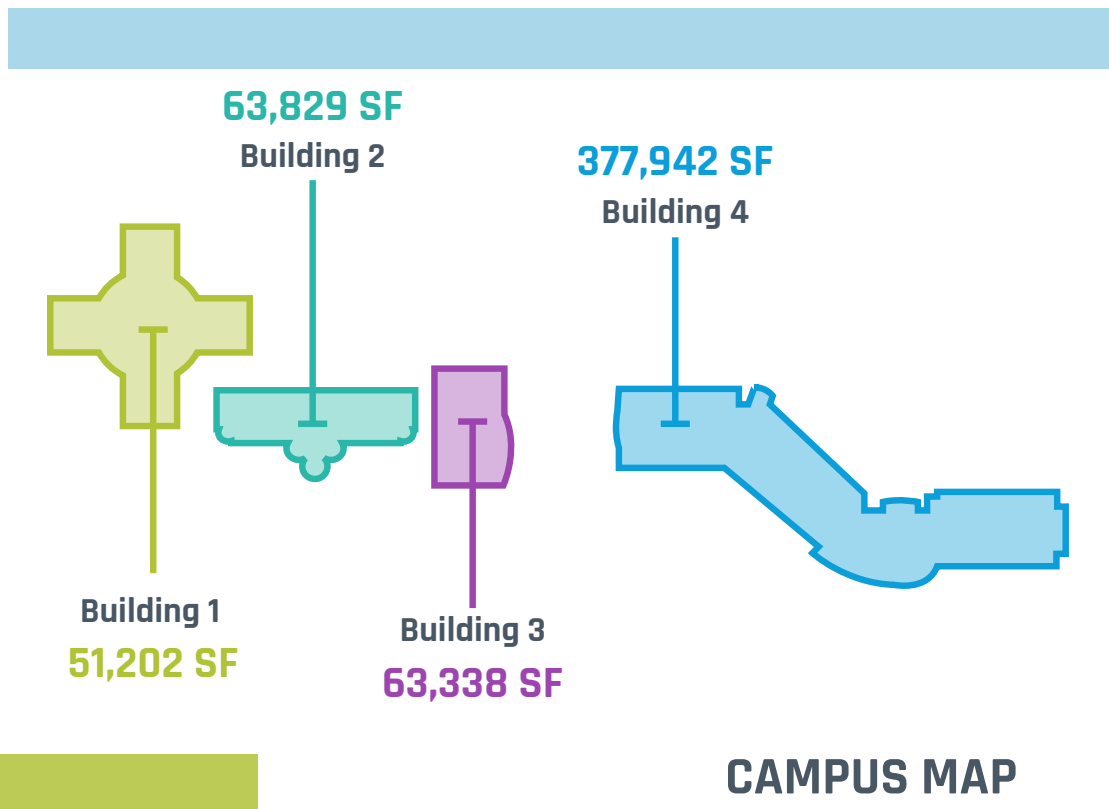 63,829 SF
Building 2
377,942 SF
Building 4
Building 1
51,202 SF
Building 3
63,338 SF
CAMPUS MAP